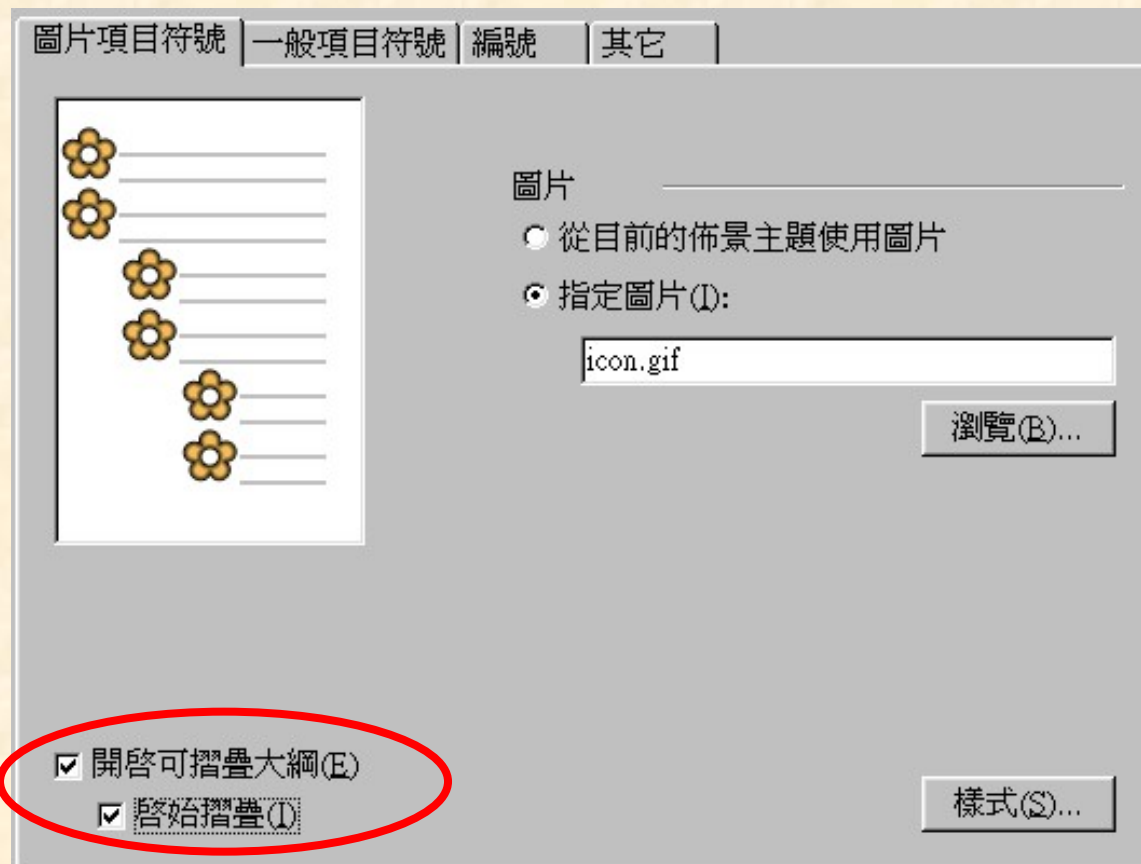 圖片項目符號 一般項目符號 編號 其它
圖片
從目前的佈景主題使用圖片
指定圖片(I):
icon.gif
瀏覽(B)...
開啓可摺疊大綱(E)
啓始摺疊(I)
樣式(S)...